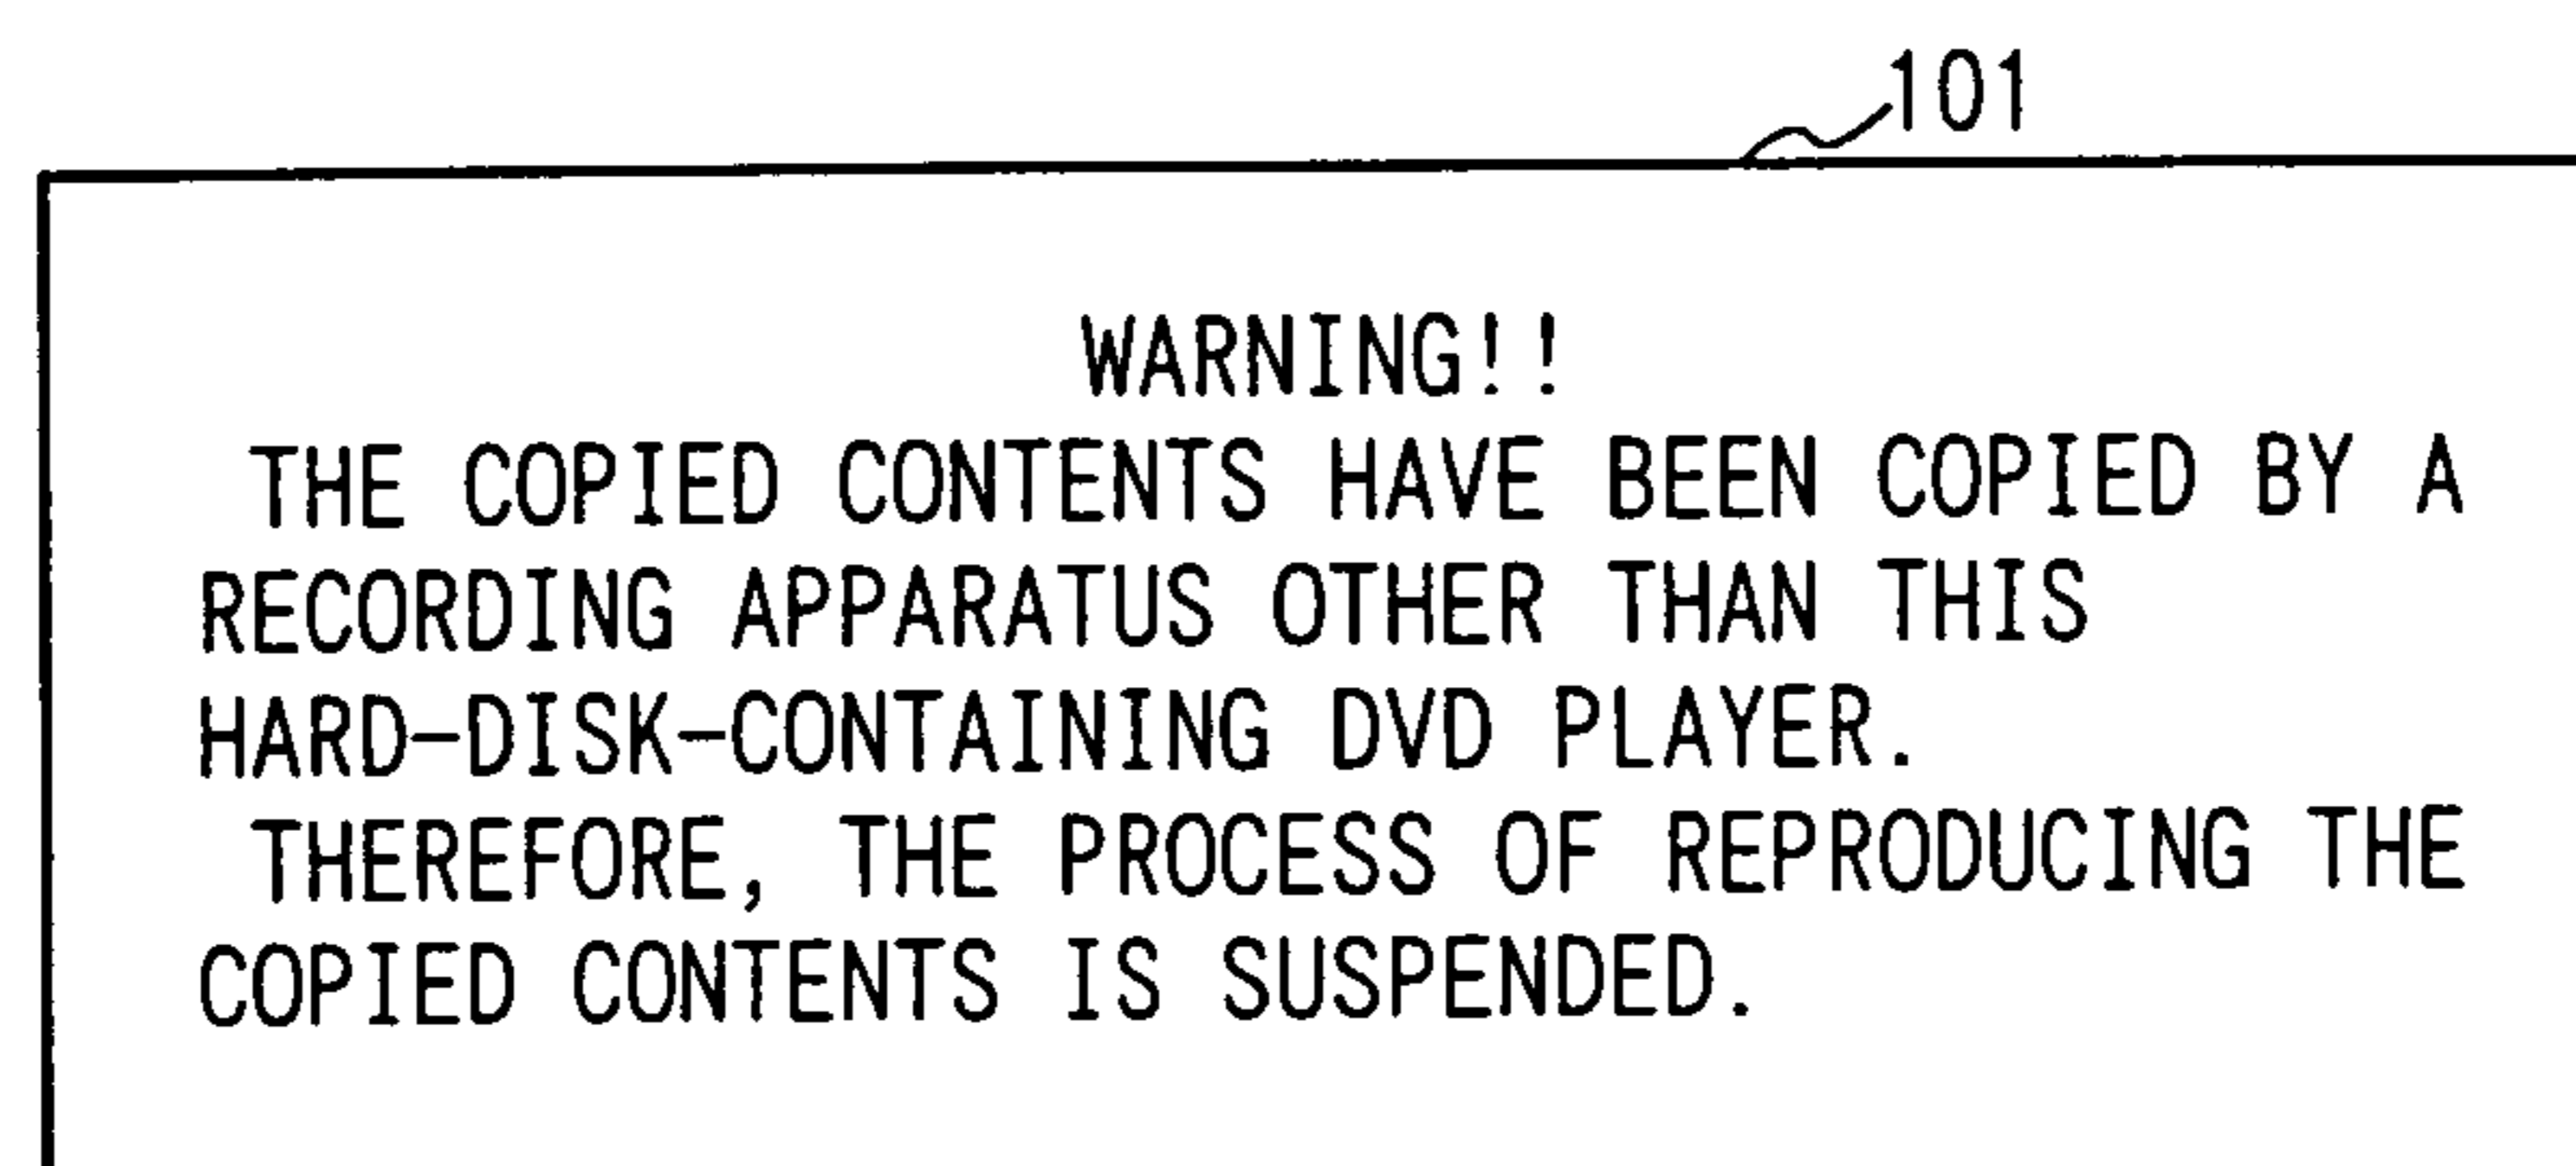 101
WARNING!!
THE COPIED CONTENTS HAVE BEEN COPIED BY A
RECORDING APPARATUS OTHER THAN THIS
HARD-DISK-CONTAINING DVD PLAYER.
THEREFORE, THE PROCESS OF REPRODUCING THE
COPIED CONTENTS IS SUSPENDED.